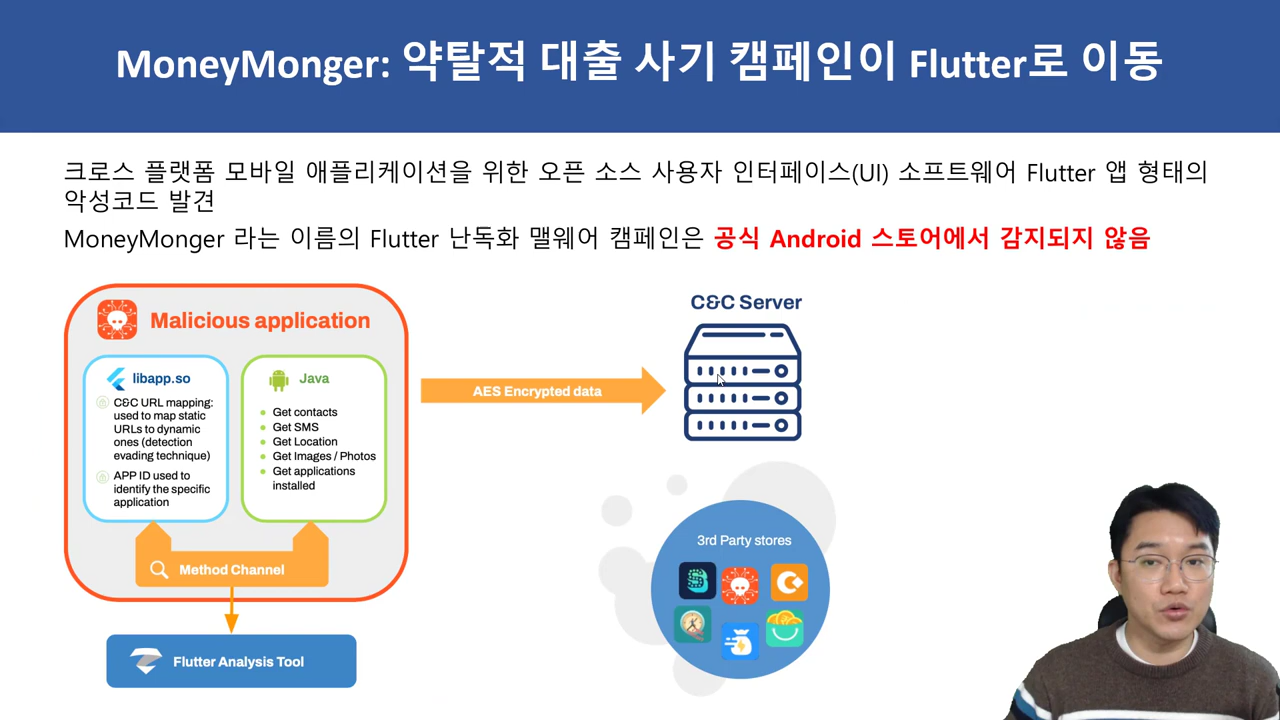 MoneyMonger: 약탈적 대출 사기 캠페인이 Flutter로 이동
크로스 플랫폼 모바일 애플리케이션을 위한 오픈 소스 사용자 인터페이스(UI) 소프트웨어 Flutter 앱 형태의
악성코드 발견
MoneyMonger 라는 이름의 Flutter 난독화 맬웨어 캠페인은 공식 Android 스토어에서 감지되지 않음
Malicious application
libapp.so
C&C URL mapping:
used to map static
URLs to dynamic
ones (detection
evading technique)
APP ID used to
identify the specific
application
Java
Get contacts
Get SMS
Get Location
Get Images / Photos
Get applications
installed
Method Channel
Flutter Analysis Tool
AES Encrypted data
C&C Server
3rd Party stores